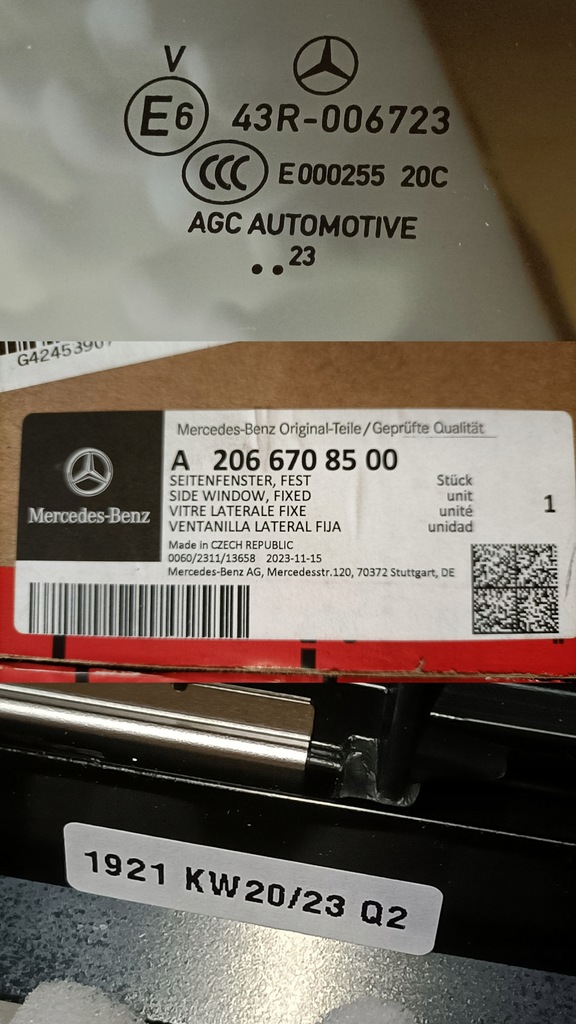 V
E6 43R-006723
CCC E000255 20C
AGC AUTOMOTIVE
..23
Mercedes-Benz Original-Teile/Geprüfte Qualität
A 206 670 85 00
SEITENFENSTER, FEST Stück
SIDE WINDOW, FIXED unit
VITRE LATERALE FIXE unité 1
VENTANILLA LATERAL FIJA unidad
Mercedes-Benz
Made in CZECH REPUBLIC
0060/2311/13658 2023-11-15
Mercedes-Benz AG, Mercedesstr.120, 70372 Stuttgart, DE
1921 KW20/23 Q2